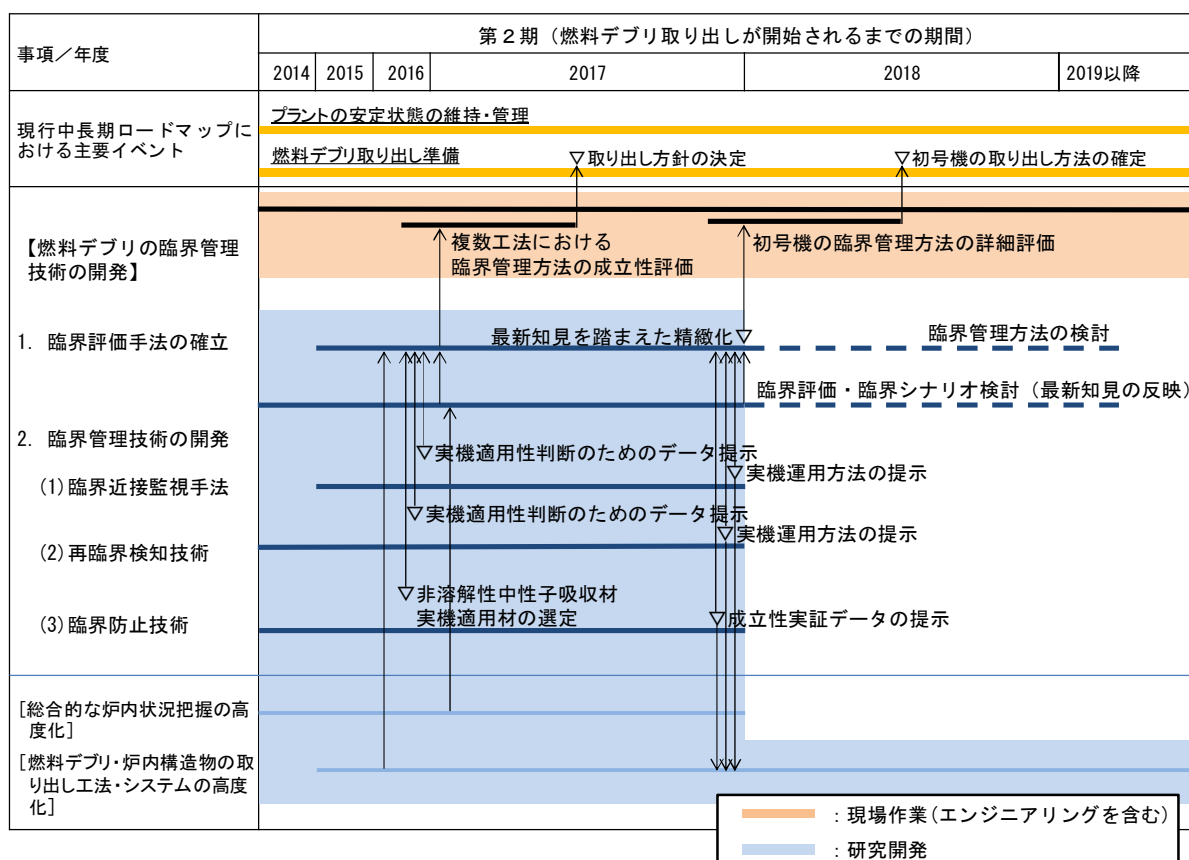 事項／年度
第２期（燃料デブリ取り出しが開始されるまでの期間）
2014 2015 2016 2017 2018 2019以降
現行中長期ロードマップに
おける主要イベント
プラントの安定状態の維持・管理
燃料デブリ取り出し準備
▽取り出し方針の決定
▽初号機の取り出し方法の確定
【燃料デブリの臨界管理
技術の開発】
複数工法における
臨界管理方法の成立性評価
初号機の臨界管理方法の詳細評価
1. 臨界評価手法の確立
最新知見を踏まえた精緻化▽
臨界管理方法の検討
臨界評価・臨界シナリオ検討（最新知見の反映）
2. 臨界管理技術の開発
▽実機適用性判断のためのデータ提示
(1)臨界近接監視手法
▽実機運用方法の提示
▽実機適用性判断のためのデータ提示
(2)再臨界検知技術
▽実機運用方法の提示
▽非溶解性中性子吸収材
実機適用材の選定
(3)臨界防止技術
▽成立性実証データの提示
[総合的な炉内状況把握の高
度化]
[燃料デブリ・炉内構造物の取
り出し工法・システムの高度
化]
：現場作業(エンジニアリングを含む)
：研究開発